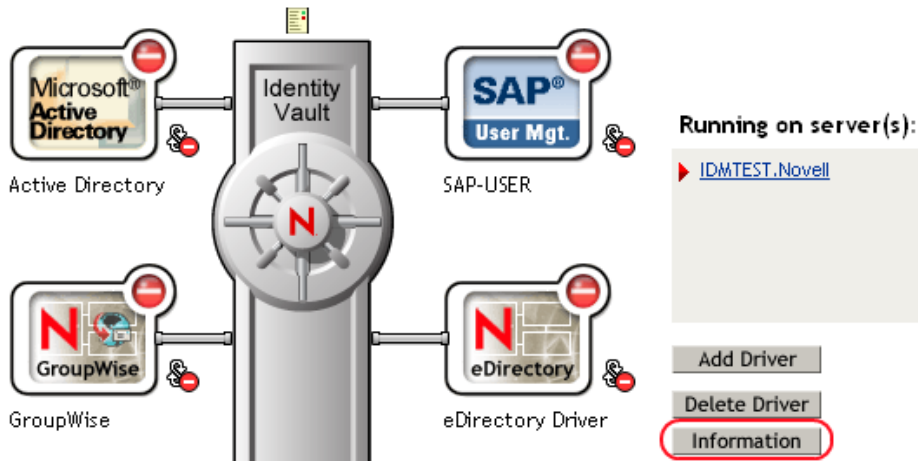 Microsoft®
Active
Directory
Active Directory
Identity
Vault
N
SAP®
User Mgt.
SAP-USER
N
GroupWise
GroupWise
N
eDirectory
eDirectory Driver
Running on server(s):
IDMTEST.Novell
Add Driver
Delete Driver
Information